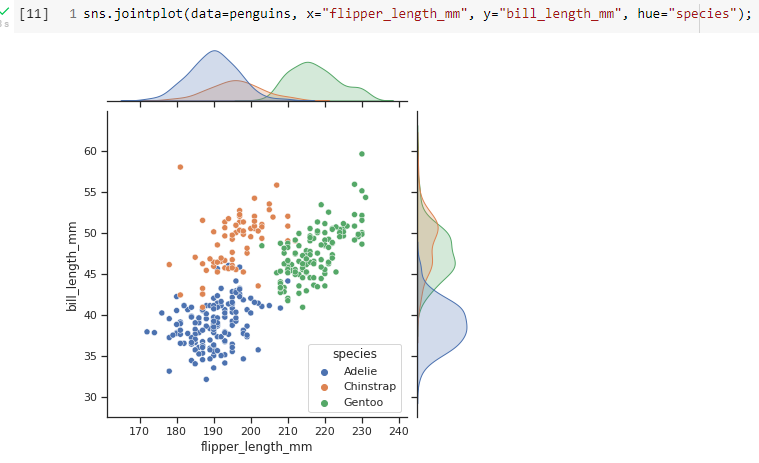 [11] 1 sns.jointplot(data=penguins, x="flipper_length_mm", y="bill_length_mm", hue="species");
60
55
50
45
40
35
30
bill_length_mm
species
Adelie
Chinstrap
Gentoo
170 180 190 200 210 220 230 240
flipper_length_mm